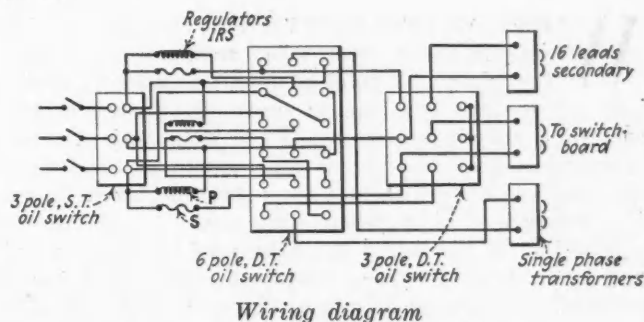 Regulators
IRS
16 leads
secondary
To switch-
board
3 pole, S.T.
oil switch
P
S
6 pole, D.T.
oil switch
3 pole, D.T.
oil switch
Single phase
transformers
Wiring diagram